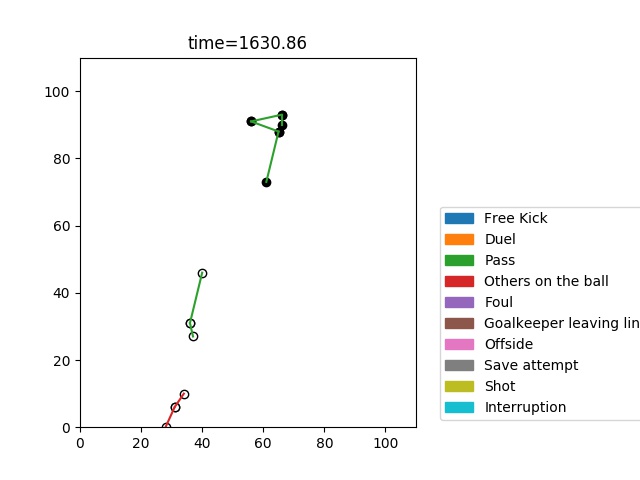 time=1630.86
100
80
60
40
20
0
0 20 40 60 80 100
Free Kick
Duel
Pass
Others on the ball
Foul
Goalkeeper leaving lin
Offside
Save attempt
Shot
Interruption